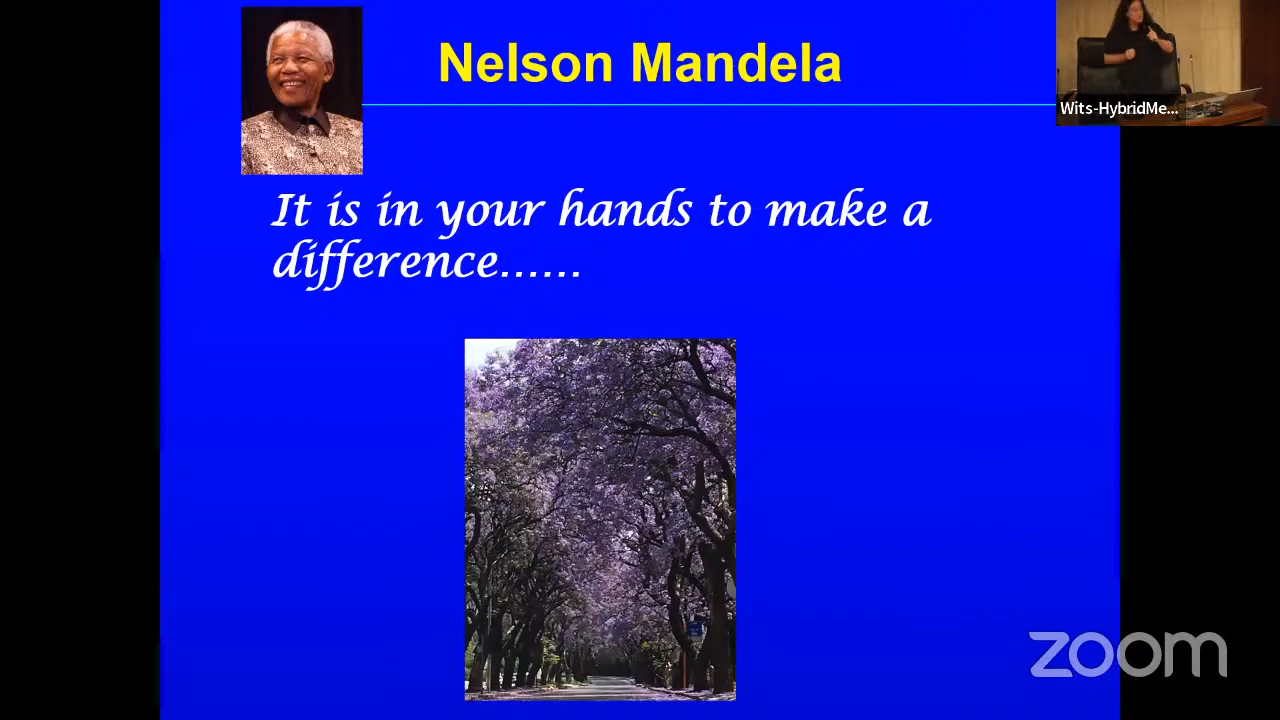 Nelson Mandela
Wits-HybridMe...
It is in your hands to make a
difference......
zoom